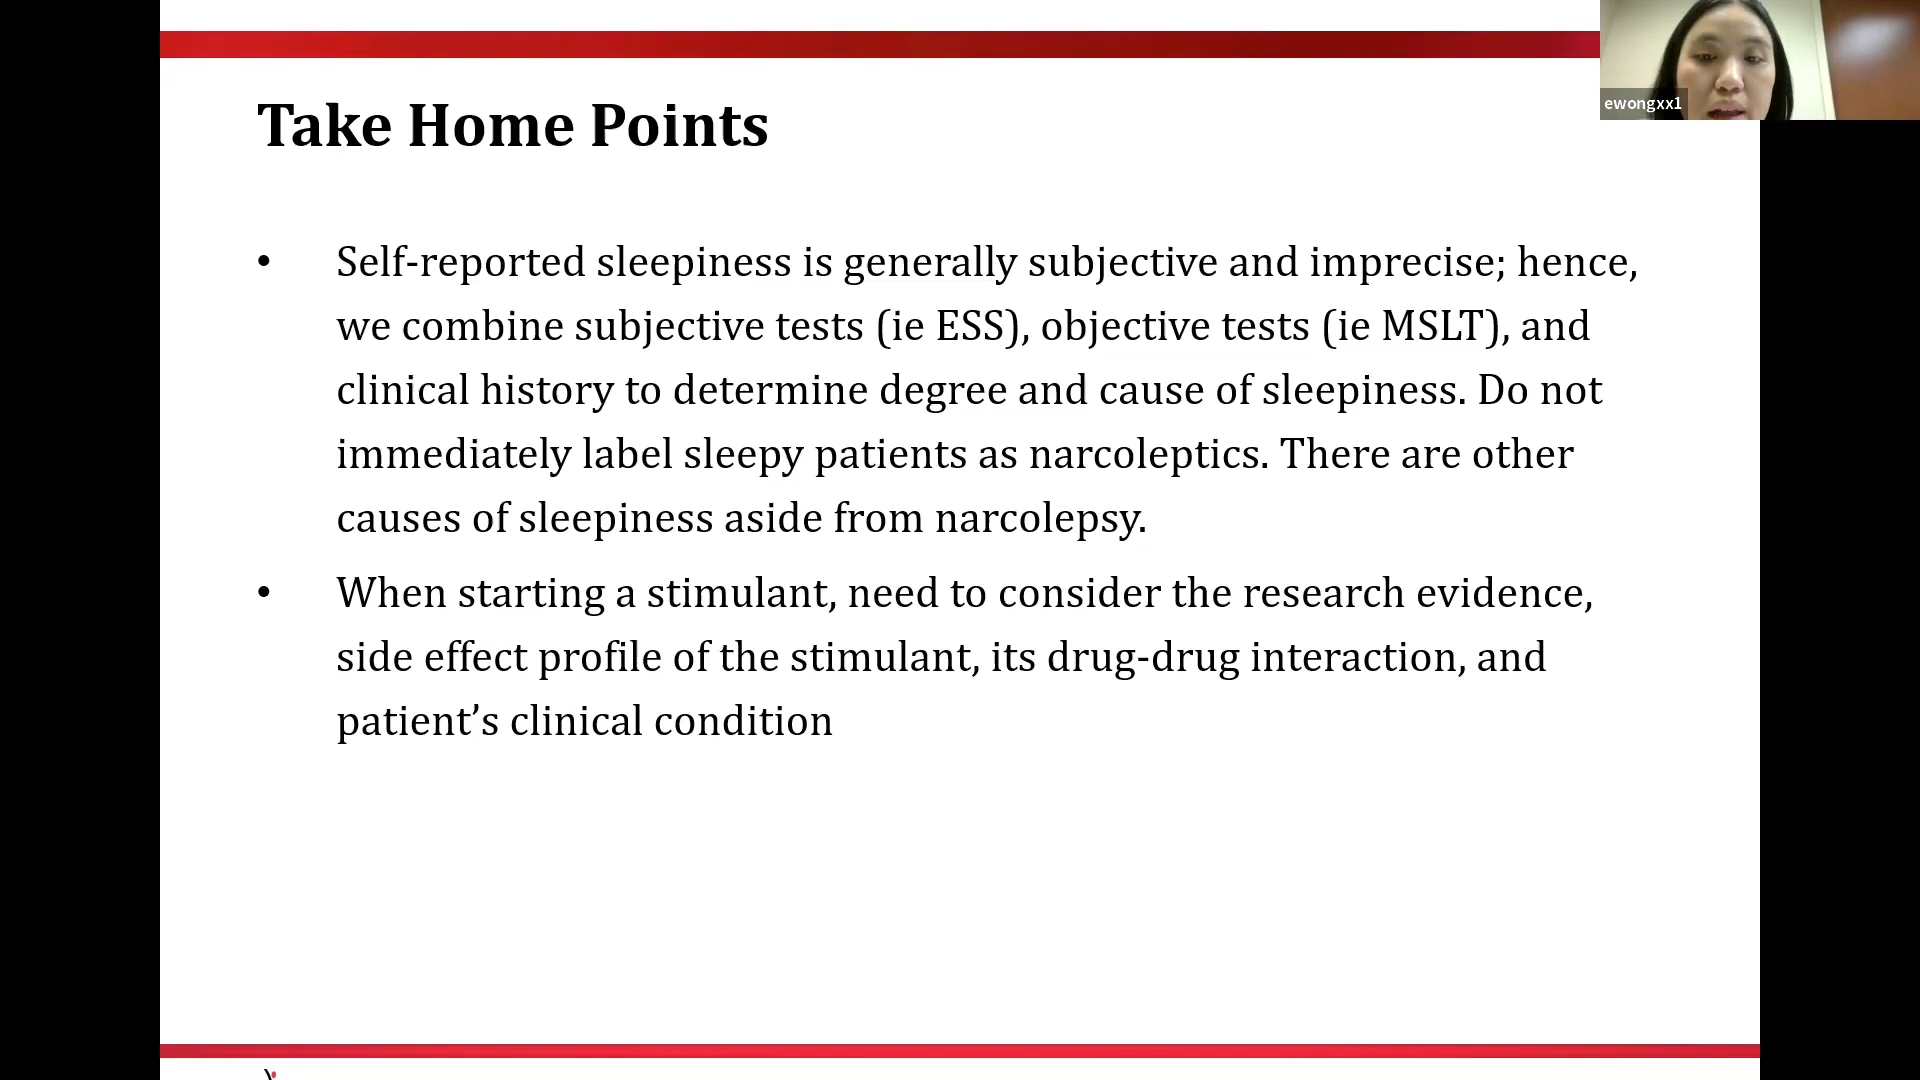 ewongxx1
Take Home Points
• Self-reported sleepiness is generally subjective and imprecise; hence,
we combine subjective tests (ie ESS), objective tests (ie MSLT), and
clinical history to determine degree and cause of sleepiness. Do not
immediately label sleepy patients as narcoleptics. There are other
causes of sleepiness aside from narcolepsy.
• When starting a stimulant, need to consider the research evidence,
side effect profile of the stimulant, its drug-drug interaction, and
patient’s clinical condition